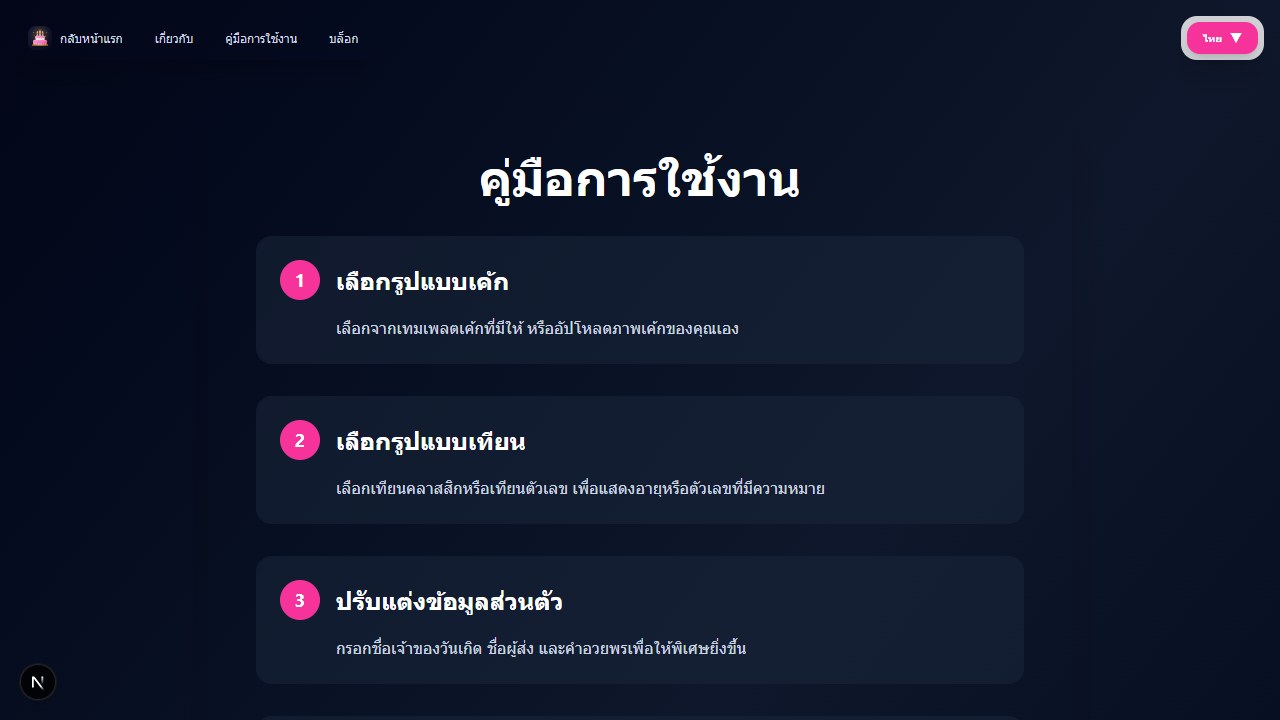 กลับหน้าแรก
เกี่ยวกับ
คู่มือการใช้งาน
บล็อก
ไทย ▼
คู่มือการใช้งาน
1
เลือกรูปแบบเค้ก
เลือกจากเทมเพลตเค้กที่มีให้ หรืออัปโหลดภาพเค้กของคุณเอง
2
เลือกรูปแบบเทียน
เลือกเทียนคลาสสิกหรือเทียนตัวเลข เพื่อแสดงอายุหรือตัวเลขที่มีความหมาย
3
ปรับแต่งข้อมูลส่วนตัว
กรอกชื่อเจ้าของวันเกิด ชื่อผู้ส่ง และคำอวยพรเพื่อให้พิเศษยิ่งขึ้น
N